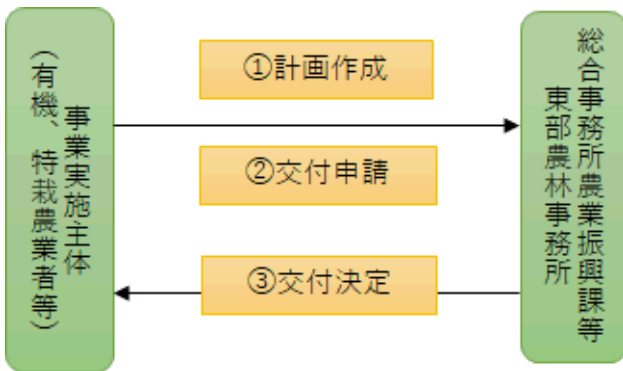 事業実施主体
（有機、特栽農業者等）
①計画作成
②交付申請
③交付決定
総合事務所農業振興課等
東部農林事務所